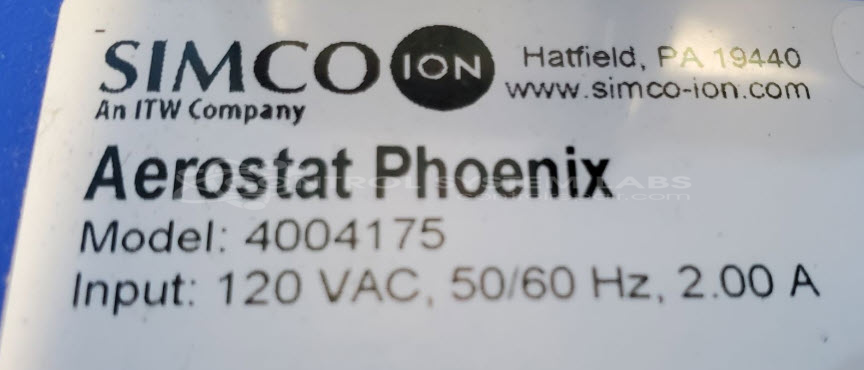 SIMCO ION
An ITW Company
Hatfield, PA 19440
www.simco-ion.com
Aerostat Phoenix
Model: 4004175
Input: 120 VAC, 50/60 Hz, 2.00 A